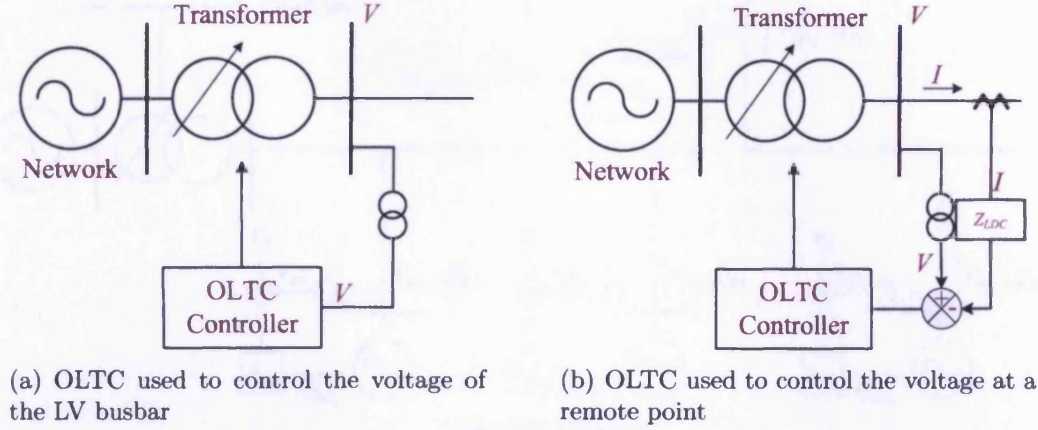 Transformer
V
Network
OLTC
Controller
V
(a) OLTC used to control the voltage of
the LV busbar
Transformer
V
I
Network
I
Z_LDC
V
+
-
OLTC
Controller
(b) OLTC used to control the voltage at a
remote point